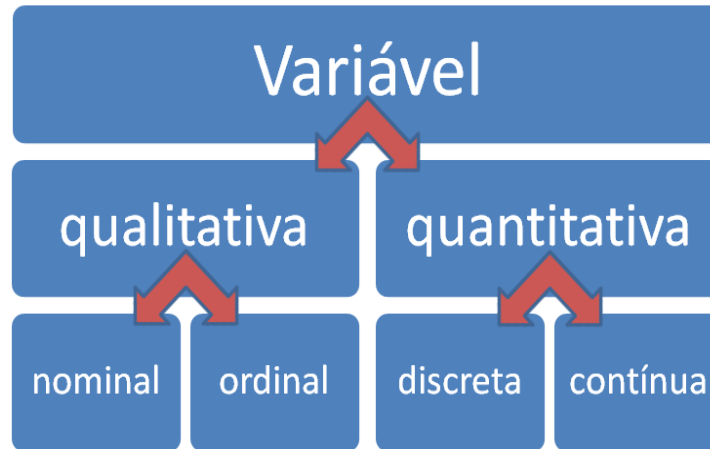 Variável
qualitativa quantitativa
nominal ordinal discreta contínua